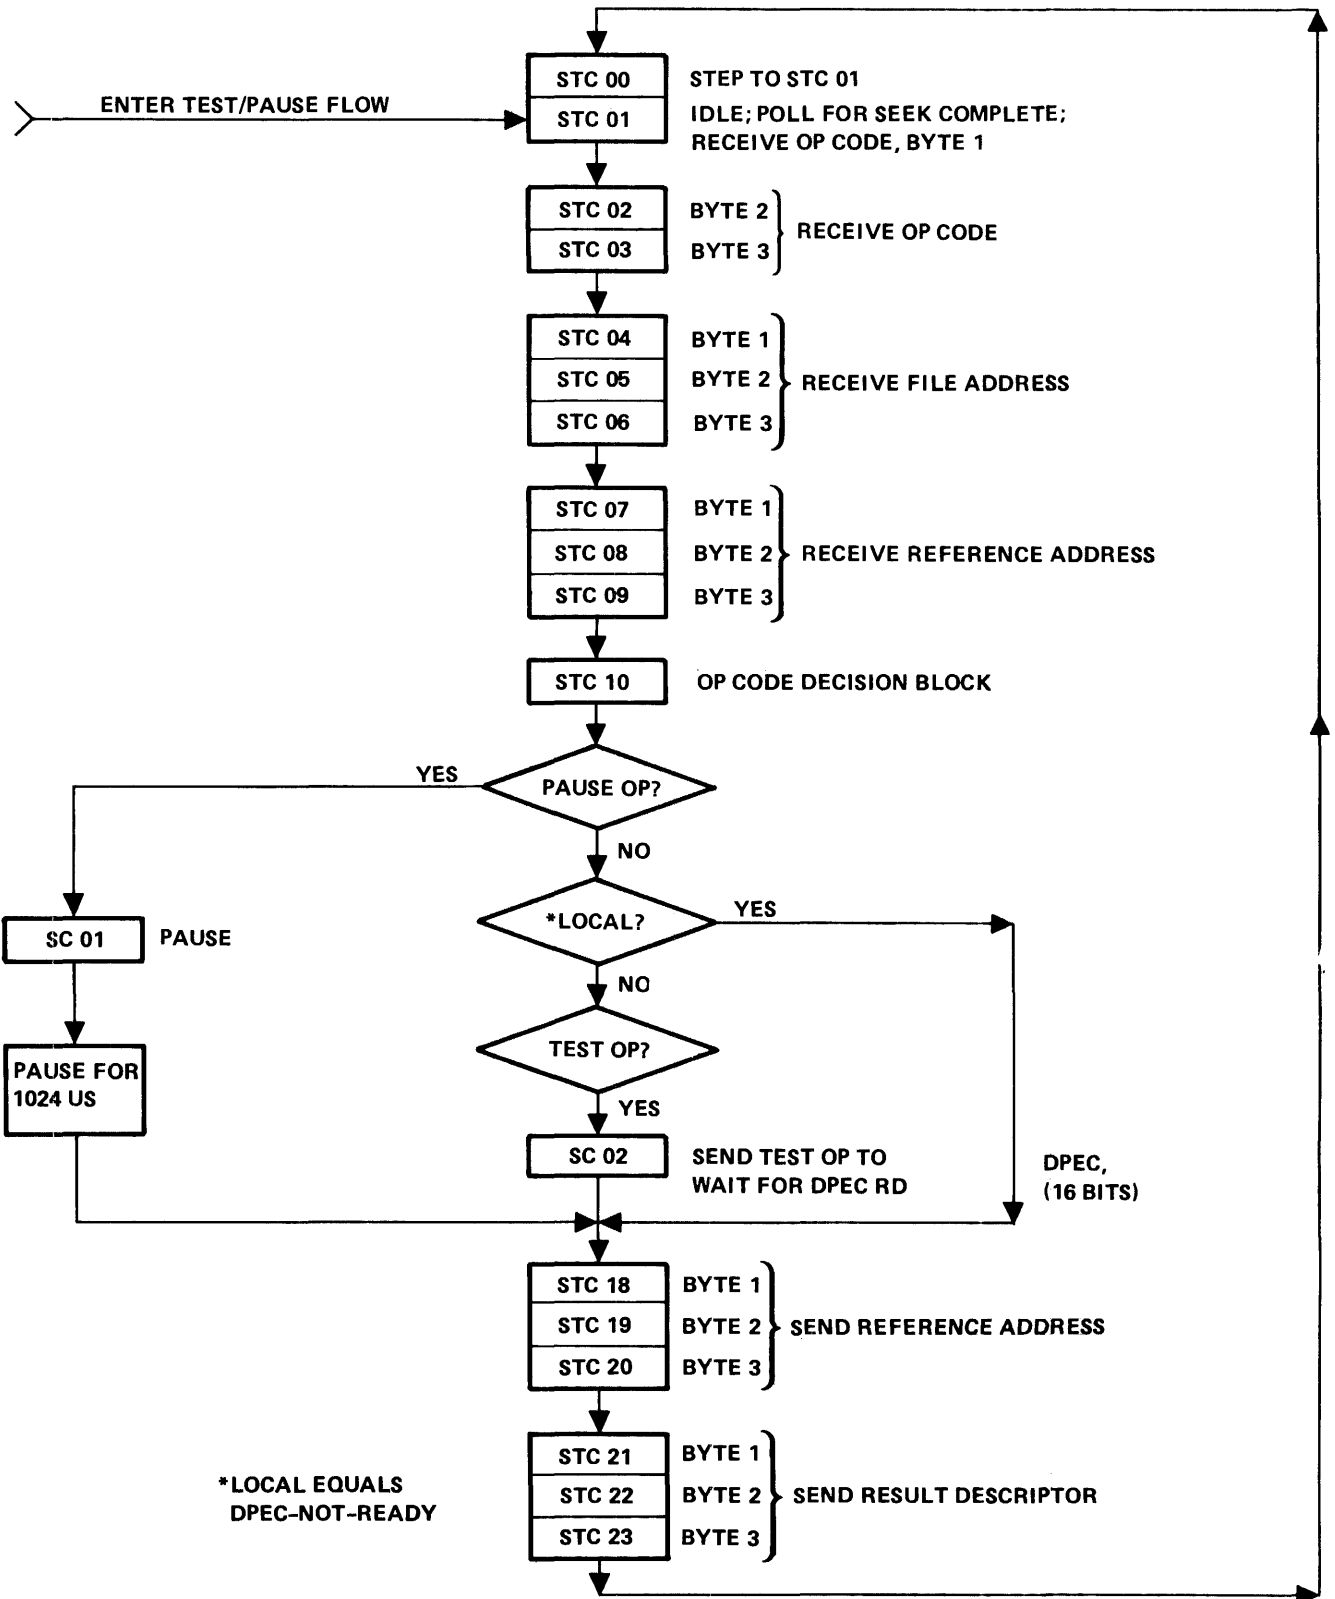 STC 00 STEP TO STC 01
ENTER TEST/PAUSE FLOW
STC 01 IDLE; POLL FOR SEEK COMPLETE;
RECEIVE OP CODE, BYTE 1
STC 02 BYTE 2
RECEIVE OP CODE
STC 03 BYTE 3
STC 04 BYTE 1
STC 05 BYTE 2 RECEIVE FILE ADDRESS
STC 06 BYTE 3
STC 07 BYTE 1
STC 08 BYTE 2 RECEIVE REFERENCE ADDRESS
STC 09 BYTE 3
STC 10 OP CODE DECISION BLOCK
YES
PAUSE OP?
NO
*LOCAL?
YES
SC 01 PAUSE
NO
TEST OP?
PAUSE FOR
1024 US
YES
SC 02 SEND TEST OP TO
WAIT FOR DPEC RD
DPEC,
(16 BITS)
STC 18 BYTE 1
STC 19 BYTE 2 SEND REFERENCE ADDRESS
STC 20 BYTE 3
STC 21 BYTE 1
STC 22 BYTE 2 SEND RESULT DESCRIPTOR
STC 23 BYTE 3
*LOCAL EQUALS
DPEC-NOT-READY